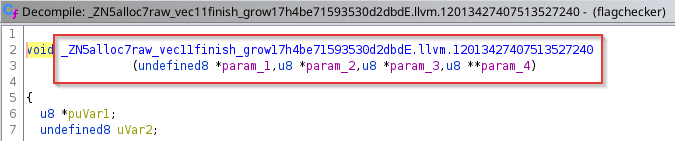 Decompile: _ZN5alloc7raw_vec11finish_grow17h4be71593530d2dbdE.llvm.12013427407513527240 - (flagchecker)
1
2 void _ZN5alloc7raw_vec11finish_grow17h4be71593530d2dbdE.llvm.12013427407513527240
3 (undefined8 *param_1,u8 *param_2,u8 *param_3,u8 **param_4)
4
5 {
6 u8 *puVar1;
7 undefined8 uVar2;